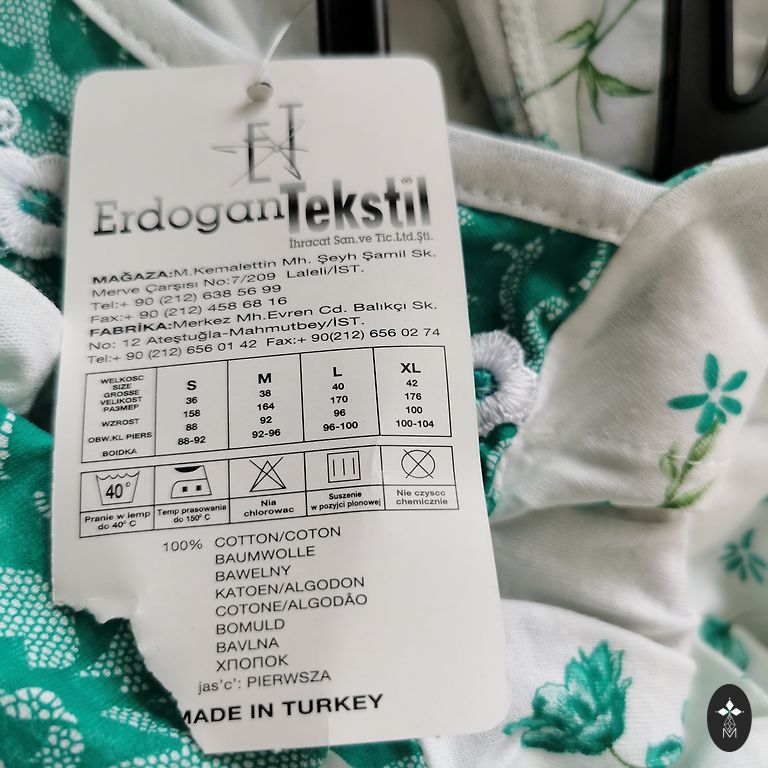 ET
ErdoganTekstil®
İhracat San.ve Tic.Ltd.Şti.
MAĞAZA:M.Kemalettin Mh. Şeyh Şamil Sk.
Merve Çarşısı No:7/209 Laleli/İST.
Tel:+ 90 (212) 638 56 99
Fax:+ 90 (212) 458 68 16
FABRİKA:Merkez Mh.Evren Cd. Balıkçı Sk.
No: 12 Ateştuğla-Mahmutbey/İST.
Tel:+ 90 (212) 656 01 42 Fax:+ 90(212) 656 02 74
WELKOSC
SIZE
GROSSE
VELIKOST
РАЗМЕР
WZROST
OBW.KL PIERS
BOIDKA
S
36
158
88
88-92
M
38
164
92
92-96
L
40
170
96
96-100
XL
42
176
100
100-104
40°
Pranie w temp
do 40° C
Temp prasowania
do 150° C
Nia
chlorowac
Suszenie
w pozycji pionowej
Nie czyscc
chemicznie
100% COTTON/COTON
BAUMWOLLE
BAWELNY
KATOEN/ALGODON
COTONE/ALGODÂO
BOMULD
BAVLNA
ХПОПОК
jas'c': PIERWSZA
MADE IN TURKEY
M